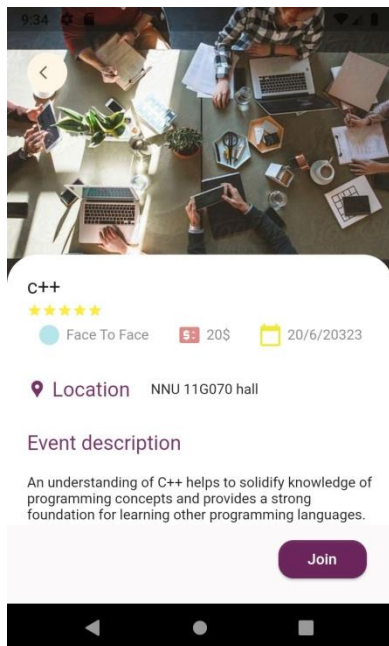 9:34
C++
Face To Face 20$ 20/6/20323
Location NNU 11G070 hall
Event description
An understanding of C++ helps to solidify knowledge of
programming concepts and provides a strong
foundation for learning other programming languages.
Join